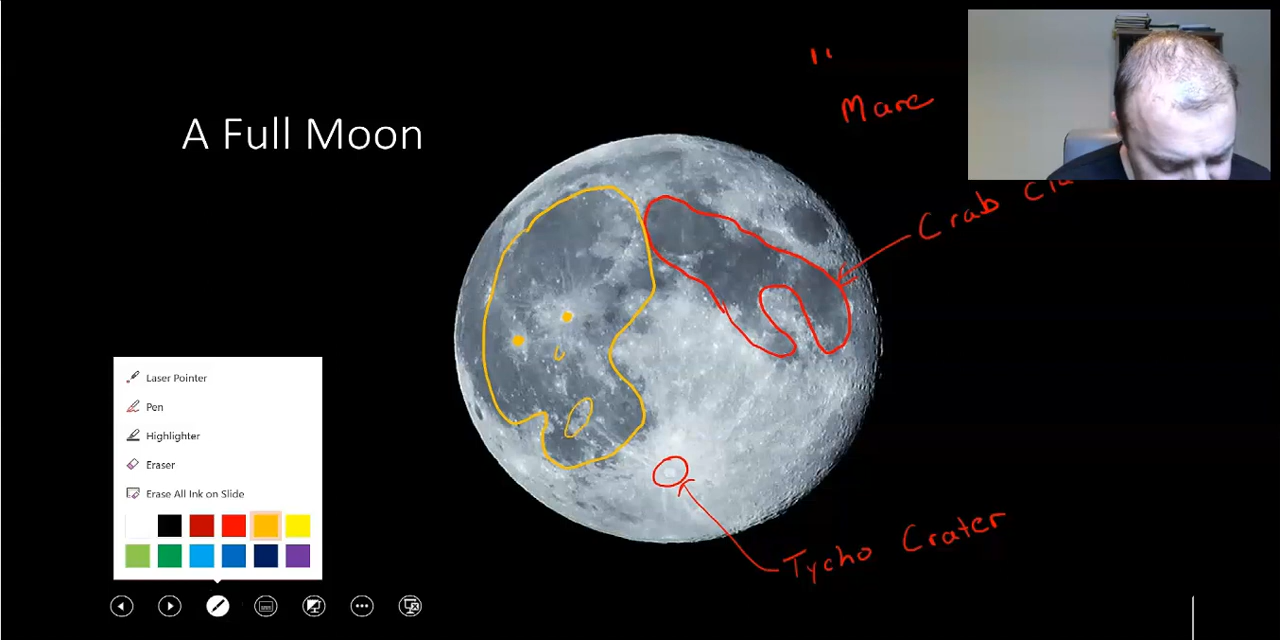 "
Mare
A Full Moon
Crab
Laser Pointer
Pen
Highlighter
Eraser
Erase All Ink on Slide
Tycho Crater